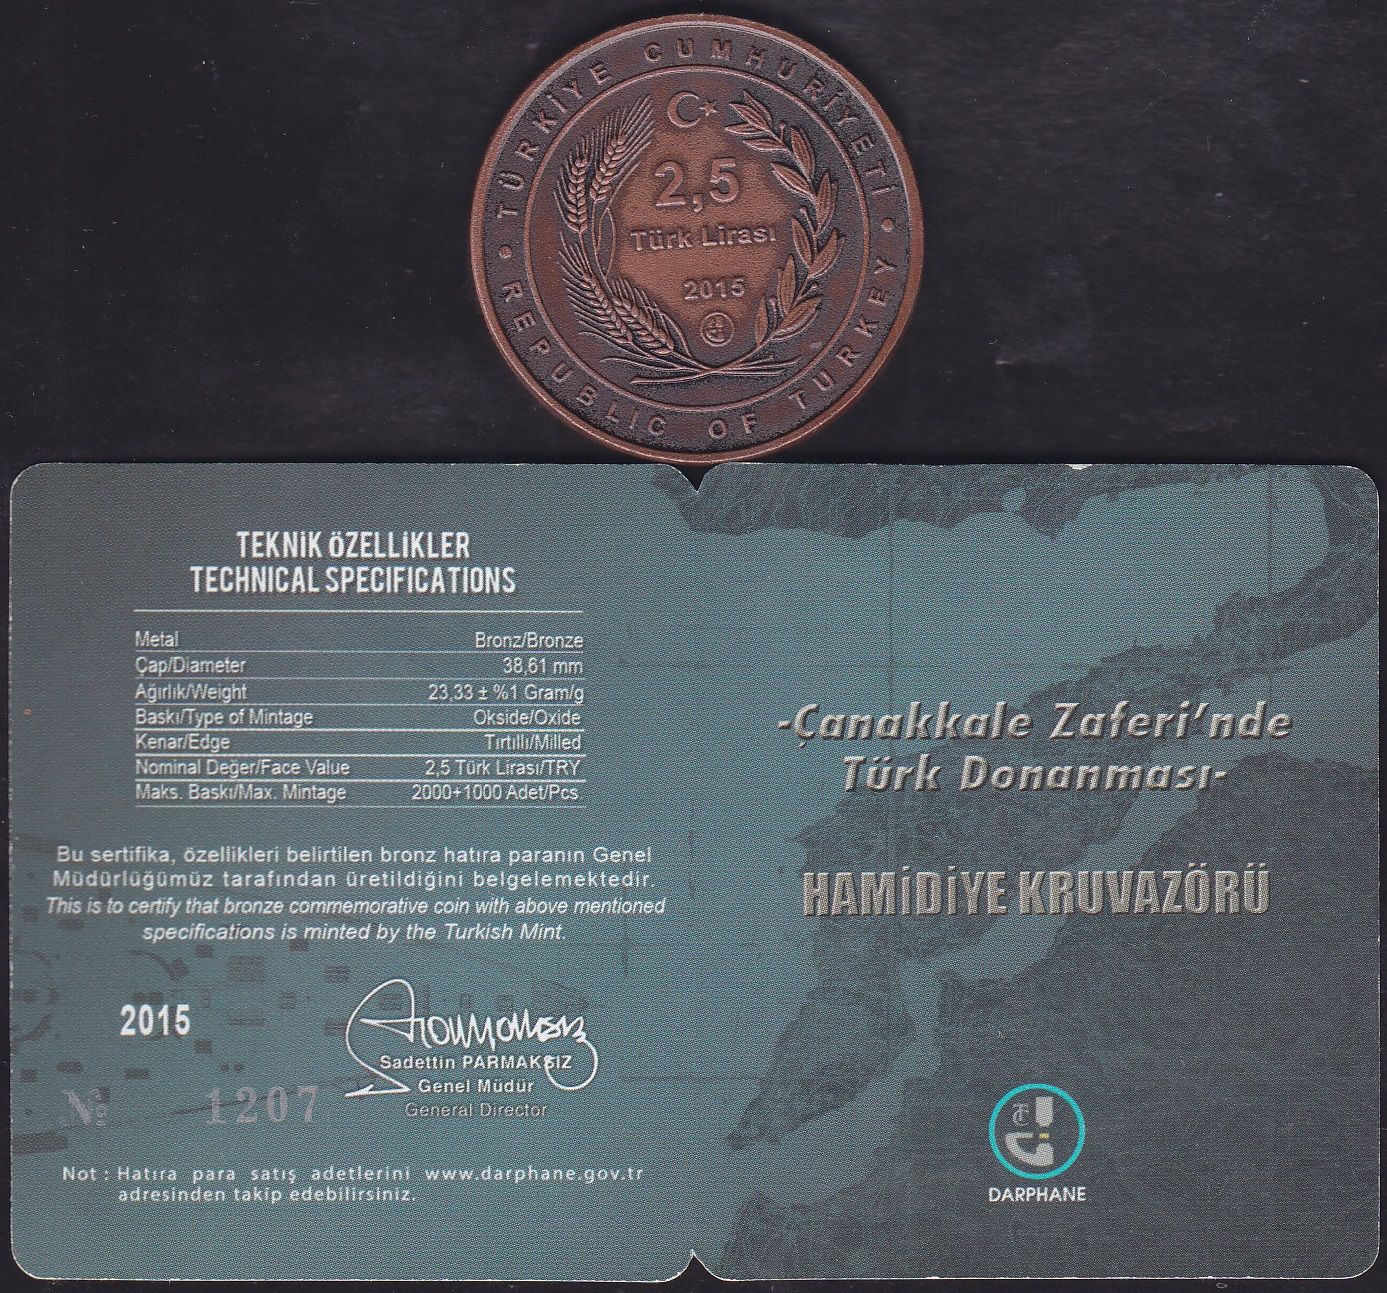 TÜRKİYE CUMHURİYETİ
2,5
Türk Lirası
2015
REPUBLIC OF TURKEY
TEKNİK ÖZELLİKLER
TECHNICAL SPECIFICATIONS
Metal Bronz/Bronze
Çap/Diameter 38,61 mm
Ağırlık/Weight 23,33 ± %1 Gram/g
Baskı/Type of Mintage Okside/Oxide
Kenar/Edge Tırtıllı/Milled
Nominal Değer/Face Value 2,5 Türk Lirası/TRY
Maks. Baskı/Max. Mintage 2000+1000 Adet/Pcs.
Bu sertifika, özellikleri belirtilen bronz hatıra paranın Genel
Müdürlüğümüz tarafından üretildiğini belgelemektedir.
This is to certify that bronze commemorative coin with above mentioned
specifications is minted by the Turkish Mint.
2015
Sadettin PARMAKSIZ
Genel Müdür
General Director
№ 1207
Not : Hatıra para satış adetlerini www.darphane.gov.tr
adresinden takip edebilirsiniz.
-Çanakkale Zaferi'nde
Türk Donanması-
HAMİDİYE KRUVAZÖRÜ
DARPHANE